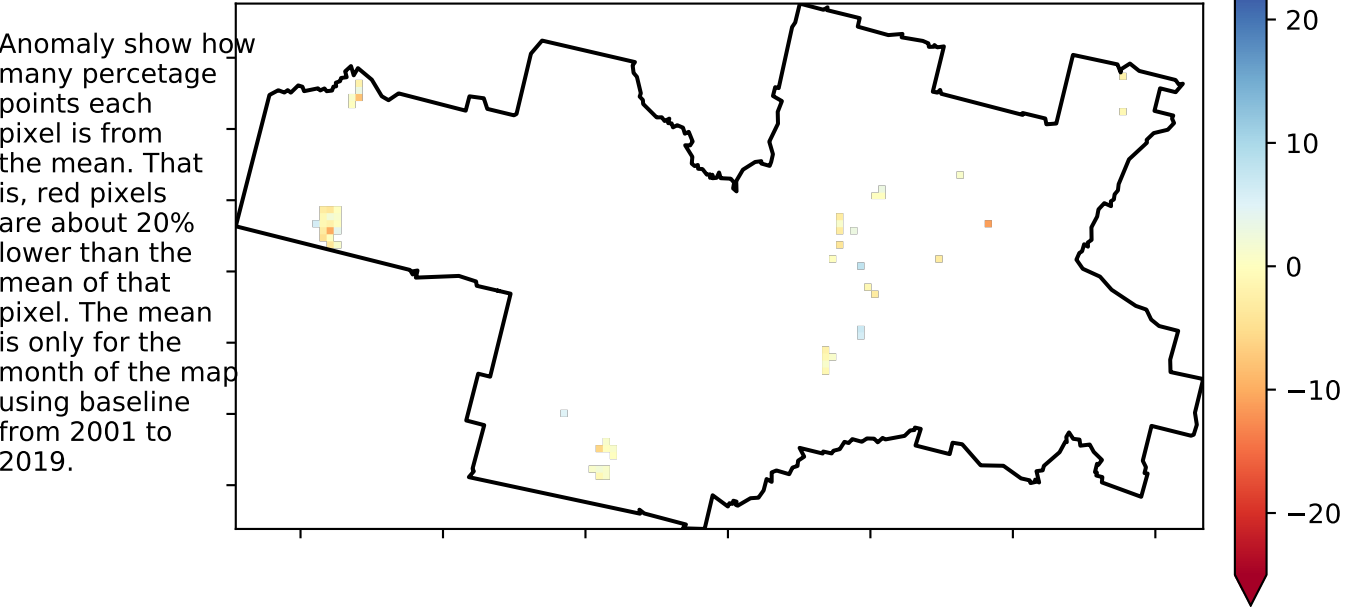 Anomaly show how
many percetage
points each
pixel is from
the mean. That
is, red pixels
are about 20%
lower than the
mean of that
pixel. The mean
is only for the
month of the map
using baseline
from 2001 to
2019.
20
10
0
−10
−20